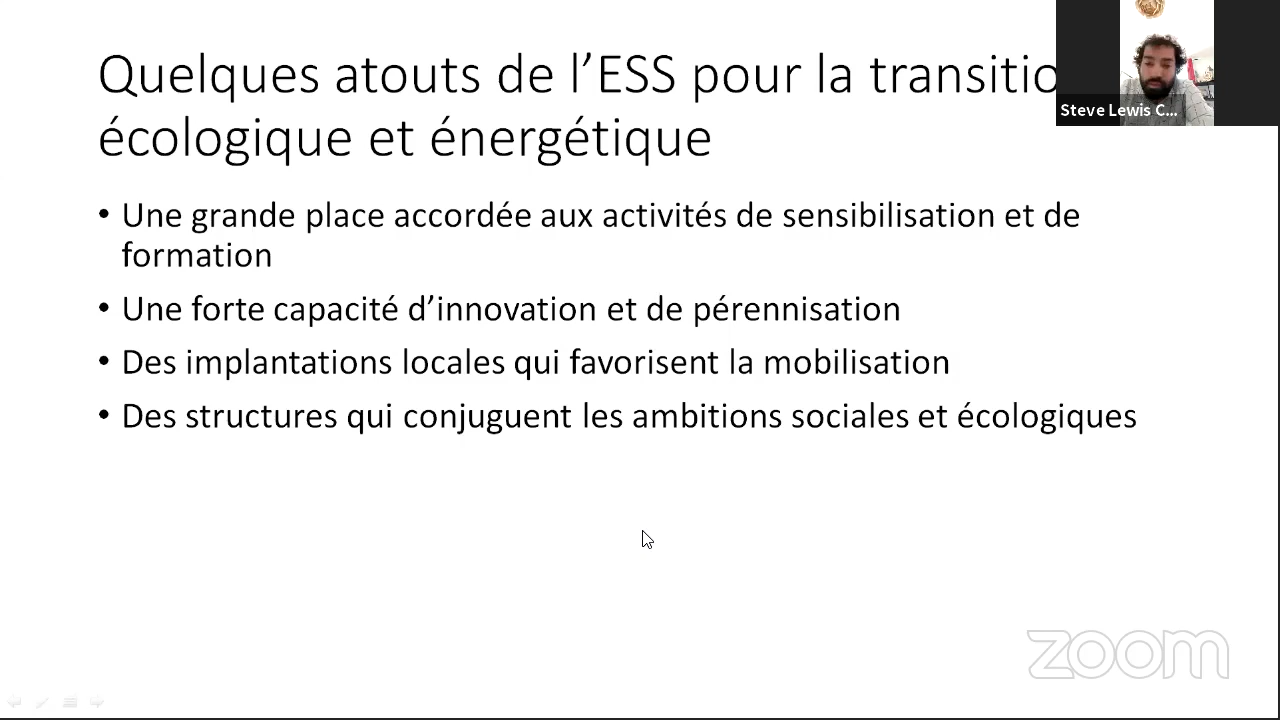 Quelques atouts de l’ESS pour la transitio
écologique et énergétique
• Une grande place accordée aux activités de sensibilisation et de
formation
• Une forte capacité d’innovation et de pérennisation
• Des implantations locales qui favorisent la mobilisation
• Des structures qui conjuguent les ambitions sociales et écologiques
Steve Lewis C...
zoom